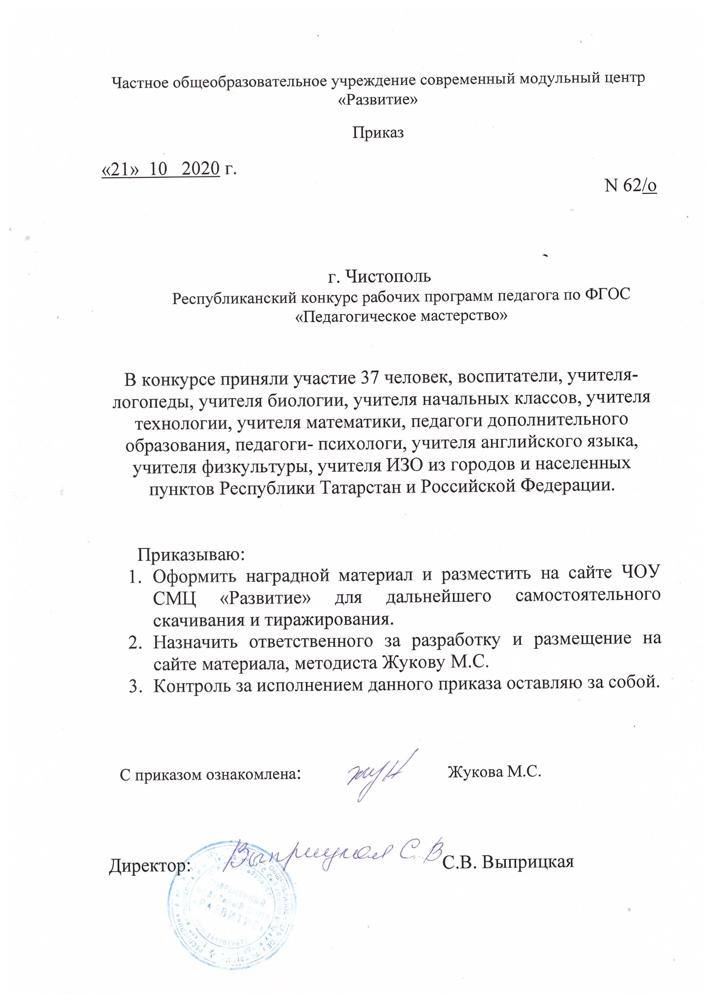 Частное общеобразовательное учреждение современный модульный центр
«Развитие»
Приказ
«21» 10 2020 г.
N 62/о
г. Чистополь
Республиканский конкурс рабочих программ педагога по ФГОС
«Педагогическое мастерство»
В конкурсе приняли участие 37 человек, воспитатели, учителя-
логопеды, учителя биологии, учителя начальных классов, учителя
технологии, учителя математики, педагоги дополнительного
образования, педагоги- психологи, учителя английского языка,
учителя физкультуры, учителя ИЗО из городов и населенных
пунктов Республики Татарстан и Российской Федерации.
Приказываю:
1. Оформить наградной материал и разместить на сайте ЧОУ
СМЦ «Развитие» для дальнейшего самостоятельного
скачивания и тиражирования.
2. Назначить ответственного за разработку и размещение на
сайте материала, методиста Жукову М.С.
3. Контроль за исполнением данного приказа оставляю за собой.
С приказом ознакомлена: Жукова М.С.
Директор: Выприцкая С.В С.В. Выприцкая
СОВРЕМЕННЫЙ
МОДУЛЬНЫЙ ЦЕНТР
«РАЗВИТИЕ»
ИНН 1652017672